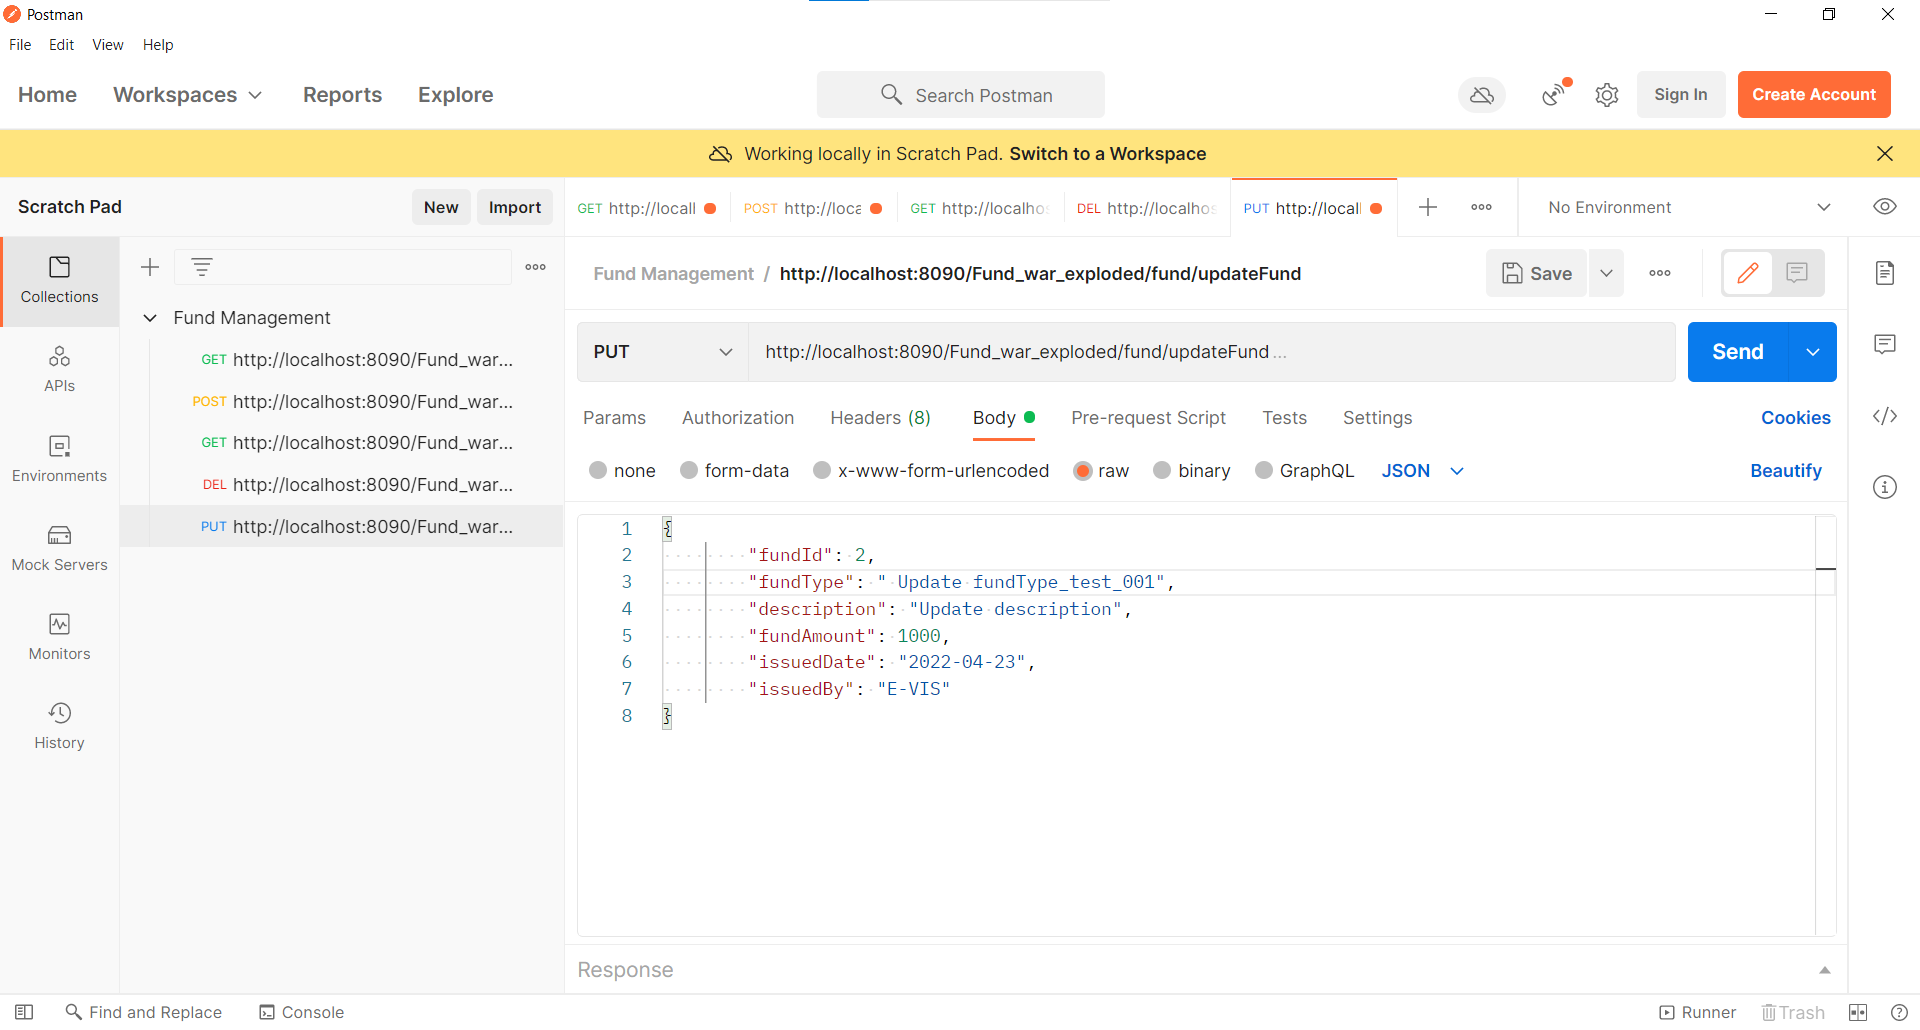 Postman
File Edit View Help
Home Workspaces Reports Explore
Search Postman
Sign In
Create Account
Working locally in Scratch Pad. Switch to a Workspace
Scratch Pad
New
Import
GET http://locall
POST http://loca
GET http://localhos
DEL http://localhos
PUT http://locall
No Environment
Collections
APIs
Environments
Mock Servers
Monitors
History
Fund Management
GET http://localhost:8090/Fund_war...
POST http://localhost:8090/Fund_war...
GET http://localhost:8090/Fund_war...
DEL http://localhost:8090/Fund_war...
PUT http://localhost:8090/Fund_war...
Fund Management / http://localhost:8090/Fund_war_exploded/fund/updateFund
Save
PUT
http://localhost:8090/Fund_war_exploded/fund/updateFund ...
Send
Params Authorization Headers (8) Body Pre-request Script Tests Settings
Cookies
none form-data x-www-form-urlencoded raw binary GraphQL JSON
Beautify
1 {
2 "fundId": 2,
3 "fundType": " Update fundType_test_001",
4 "description": "Update description",
5 "fundAmount": 1000,
6 "issuedDate": "2022-04-23",
7 "issuedBy": "E-VIS"
8 }
Response
Find and Replace
Console
Runner
Trash